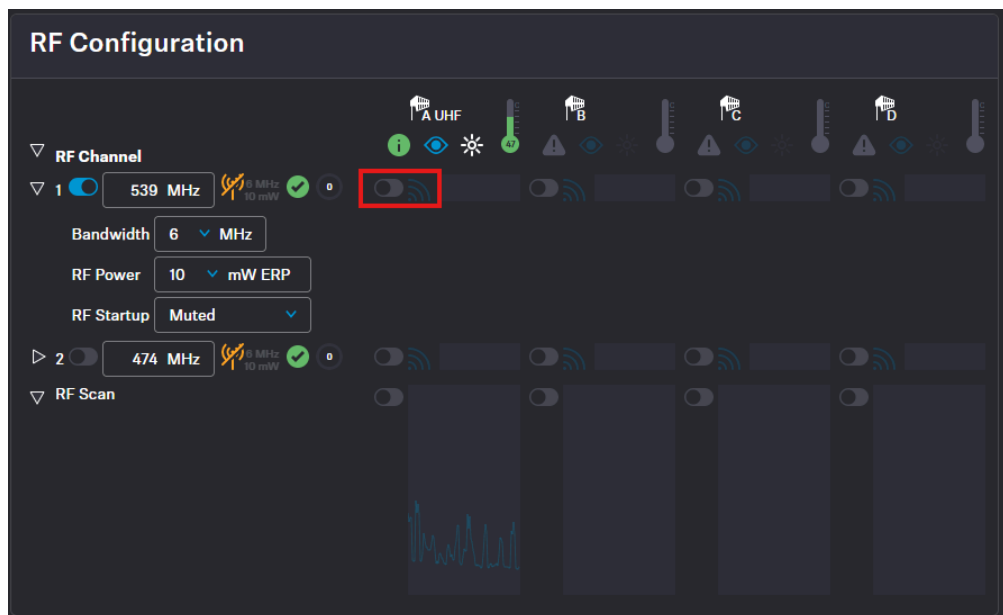 RF Configuration
A UHF
B
C
D
47
RF Channel
1 539 MHz 6 MHz 10 mW 0
Bandwidth 6 MHz
RF Power 10 mW ERP
RF Startup Muted
2 474 MHz 6 MHz 10 mW 0
RF Scan